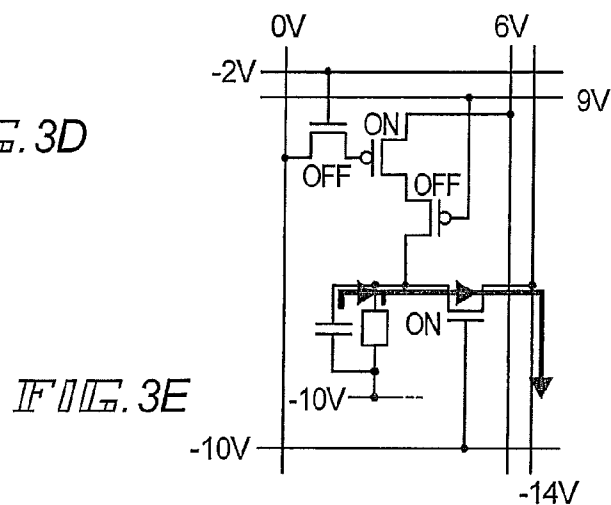 0V 6V
-2V
9V
G. 3D
ON
OFF
OFF
ON
FIG. 3E
-10V
-10V
-14V